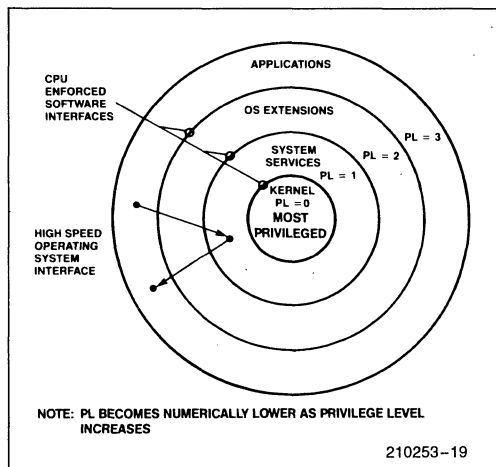 APPLICATIONS
CPU
ENFORCED
SOFTWARE
INTERFACES
OS EXTENSIONS
PL = 3
PL = 2
SYSTEM
SERVICES
PL = 1
KERNEL
PL = 0
MOST
PRIVILEGED
HIGH SPEED
OPERATING
SYSTEM
INTERFACE
NOTE: PL BECOMES NUMERICALLY LOWER AS PRIVILEGE LEVEL
INCREASES
210253–19